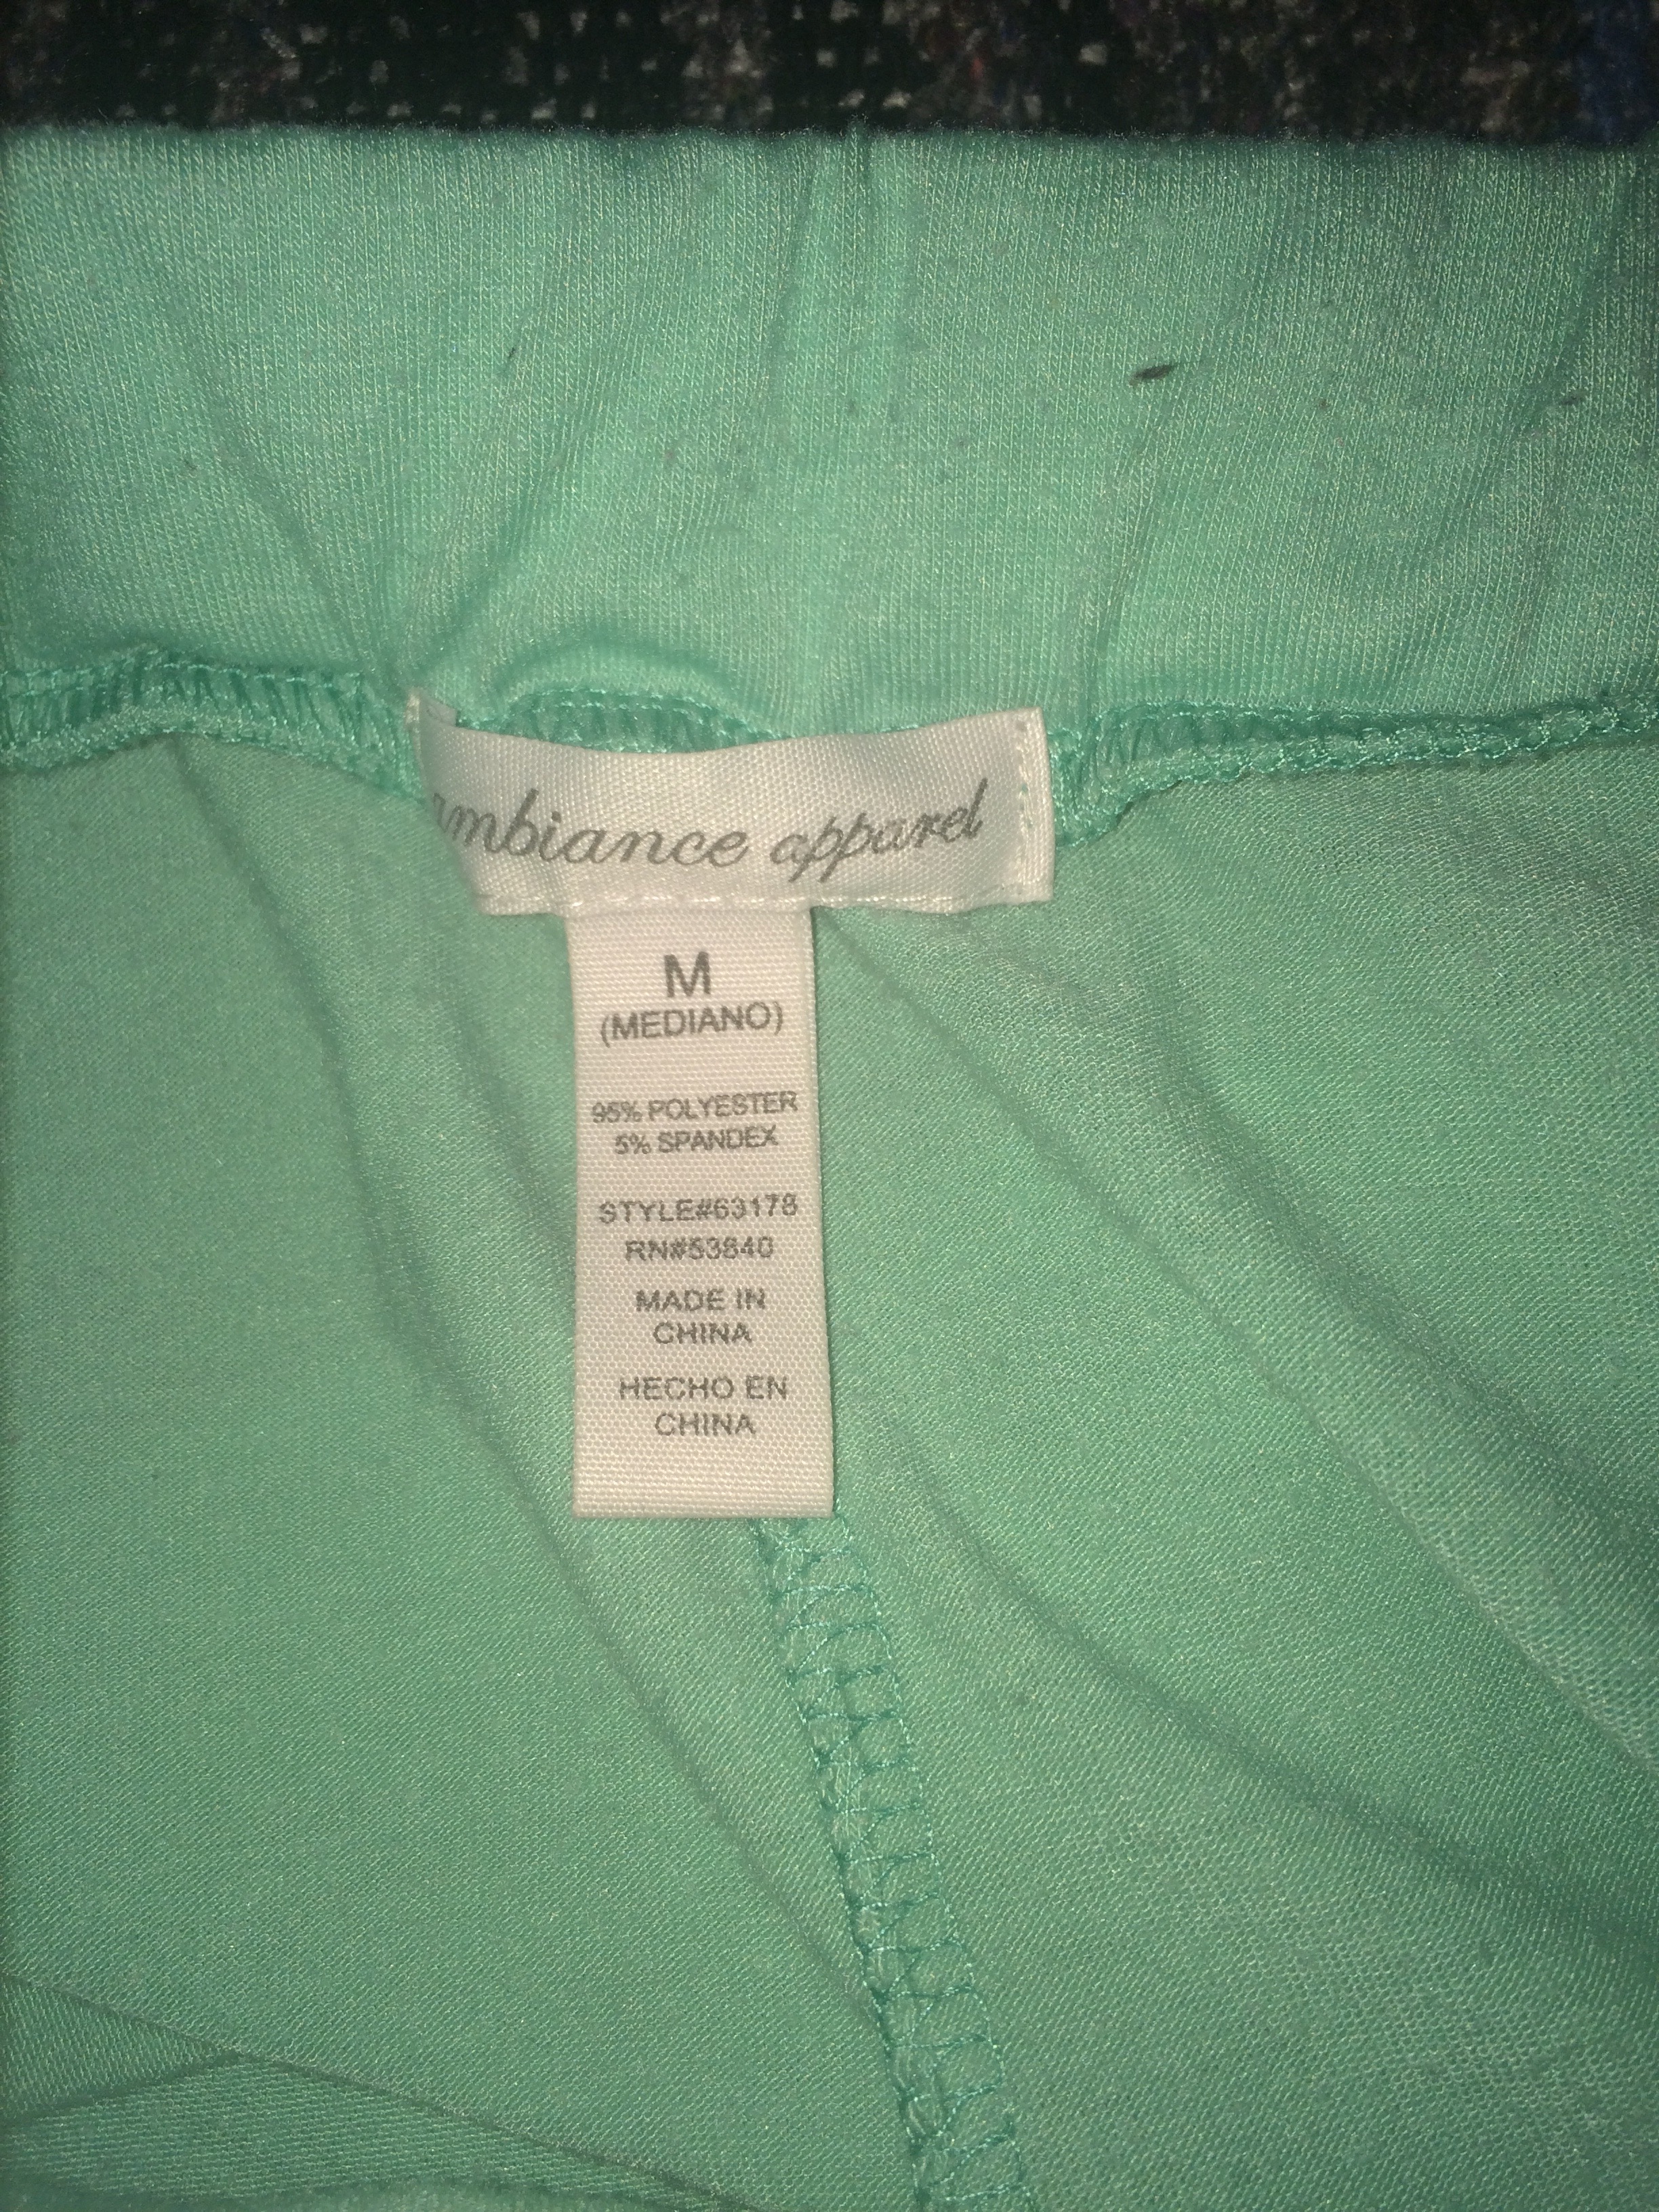 ambiance apparel
M
(MEDIANO)
95% POLYESTER
5% SPANDEX
STYLE#63178
RN#53840
MADE IN
CHINA
HECHO EN
CHINA